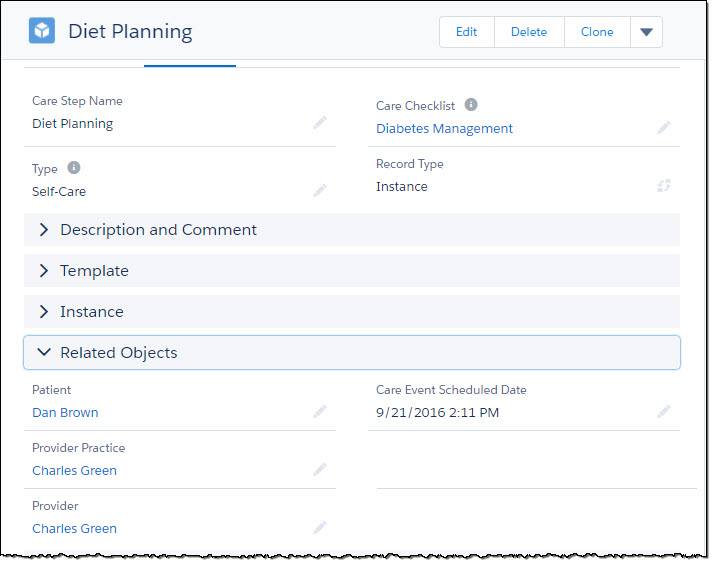 Diet Planning
Edit
Delete
Clone
Care Step Name
Diet Planning
Care Checklist
Diabetes Management
Type
Self-Care
Record Type
Instance
Description and Comment
Template
Instance
Related Objects
Patient
Dan Brown
Care Event Scheduled Date
9/21/2016 2:11 PM
Provider Practice
Charles Green
Provider
Charles Green